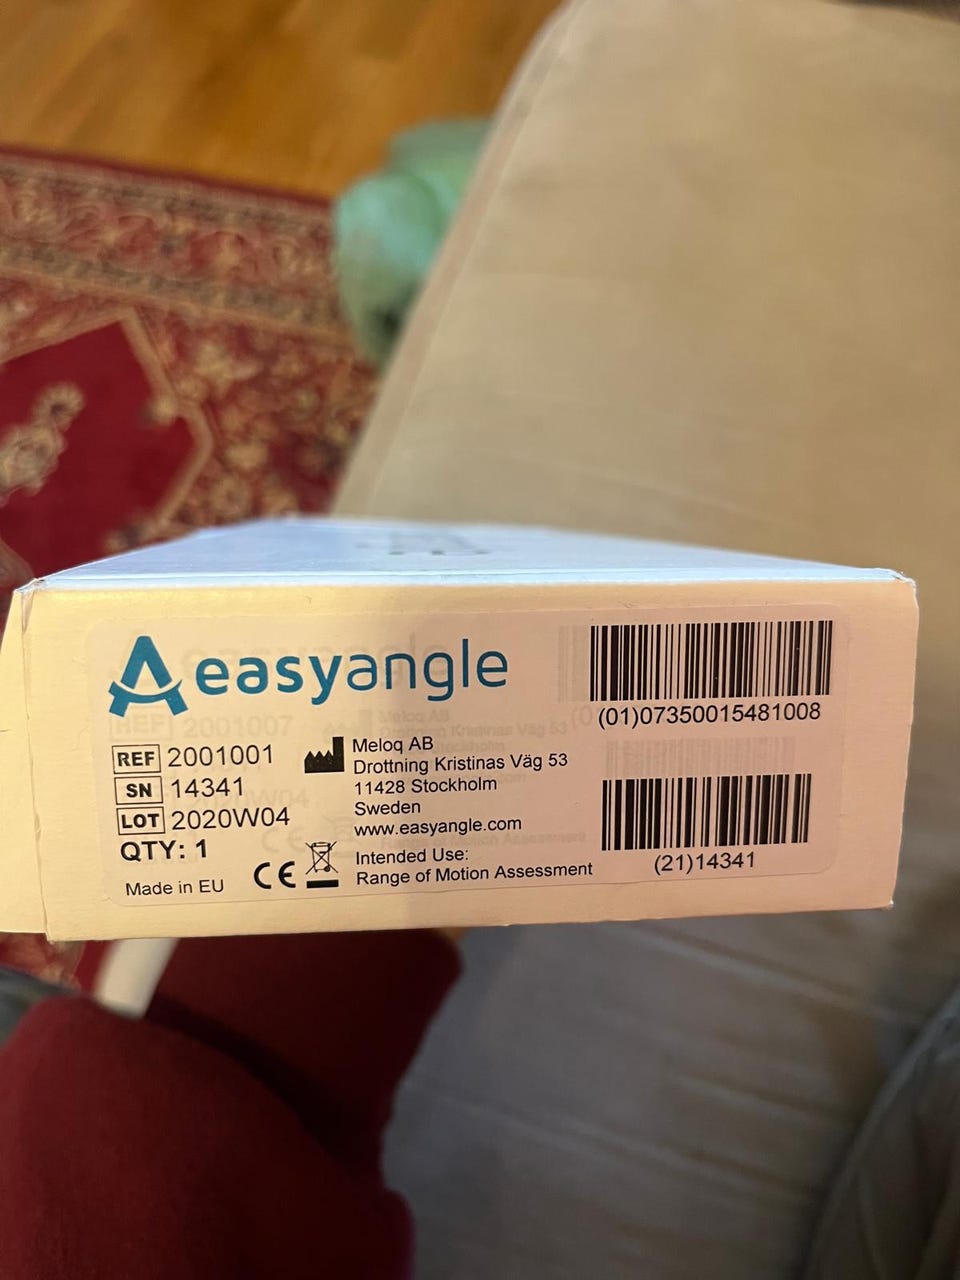 easyangle
REF 2001001
SN 14341
LOT 2020W04
QTY: 1
Made in EU
CE
Meloq AB
Drottning Kristinas Väg 53
11428 Stockholm
Sweden
www.easyangle.com
Intended Use:
Range of Motion Assessment
(01)07350015481008
(21)14341